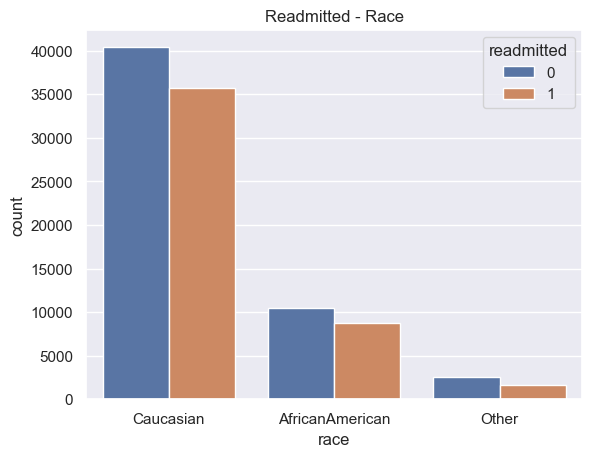 Readmitted - Race
readmitted
0
1
40000
35000
30000
25000
20000
15000
10000
5000
0
count
Caucasian
AfricanAmerican
Other
race